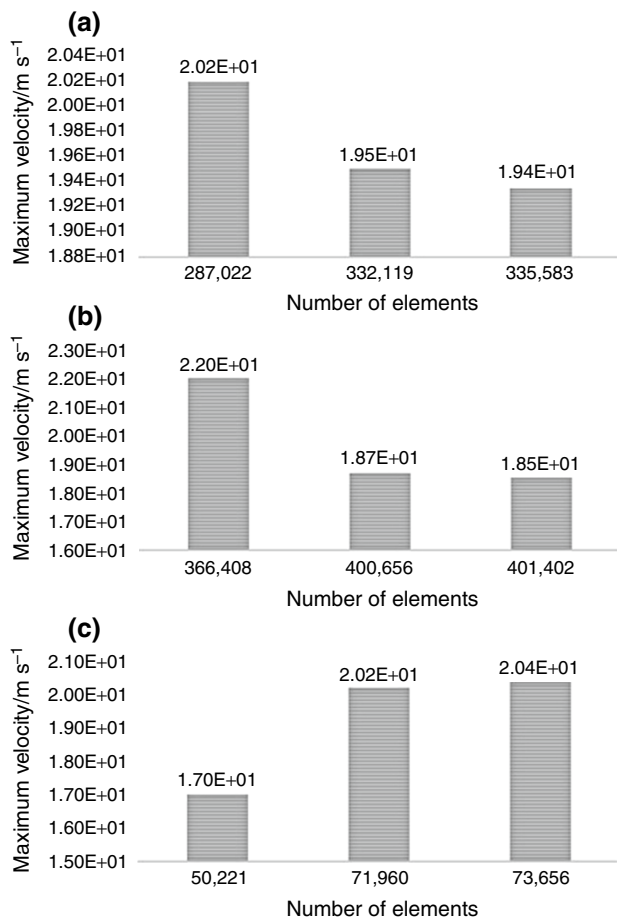 (a)
Maximum velocity/m s⁻¹
2.04E+01
2.02E+01
2.00E+01
1.98E+01
1.96E+01
1.94E+01
1.92E+01
1.90E+01
1.88E+01
2.02E+01
1.95E+01
1.94E+01
287,022 332,119 335,583
Number of elements
(b)
Maximum velocity/m s⁻¹
2.30E+01
2.20E+01
2.10E+01
2.00E+01
1.90E+01
1.80E+01
1.70E+01
1.60E+01
2.20E+01
1.87E+01
1.85E+01
366,408 400,656 401,402
Number of elements
(c)
Maximum velocity/m s⁻¹
2.10E+01
2.00E+01
1.90E+01
1.80E+01
1.70E+01
1.60E+01
1.50E+01
1.70E+01
2.02E+01
2.04E+01
50,221 71,960 73,656
Number of elements